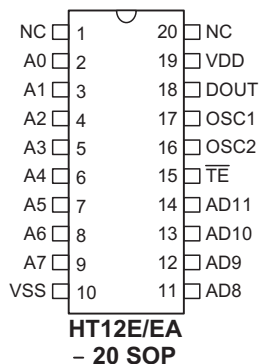 NC 1 20 NC
A0 2 19 VDD
A1 3 18 DOUT
A2 4 17 OSC1
A3 5 16 OSC2
A4 6 15 T̅E̅
A5 7 14 AD11
A6 8 13 AD10
A7 9 12 AD9
VSS 10 11 AD8
HT12E/EA
– 20 SOP